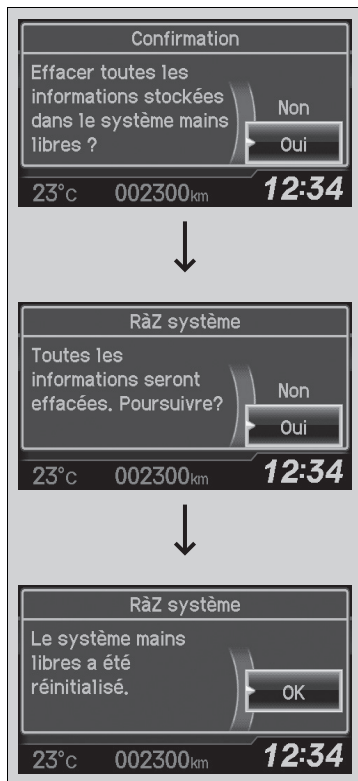 Confirmation
Effacer toutes les
informations stockées
dans le système mains
libres ?
Non
Oui
23°C 002300km 12:34
RàZ système
Toutes les
informations seront
effacées. Poursuivre?
Non
Oui
23°C 002300km 12:34
RàZ système
Le système mains
libres a été
réinitialisé.
OK
23°C 002300km 12:34